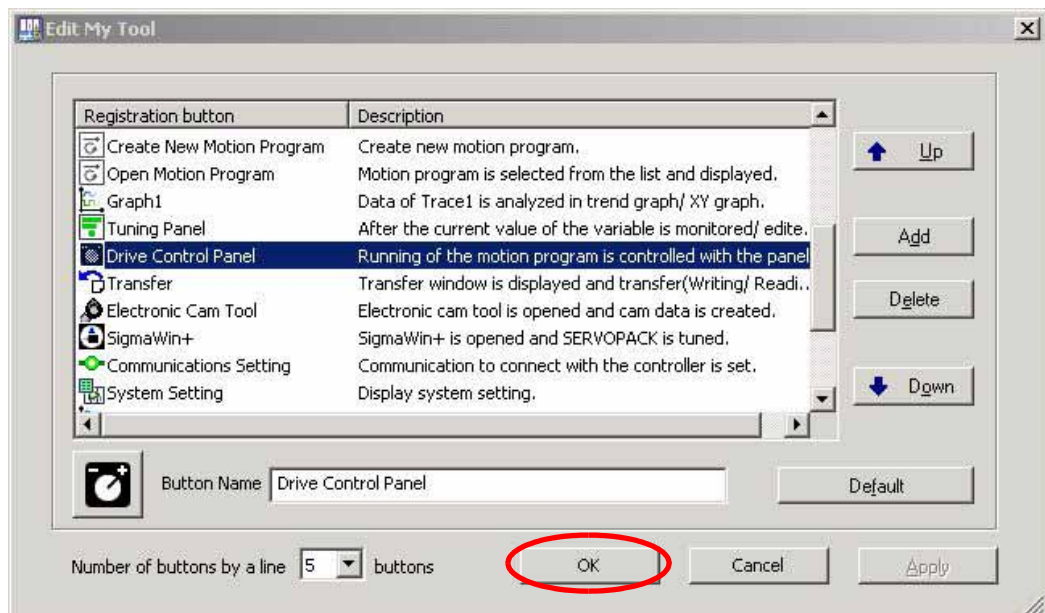 Edit My Tool
Registration button Description
Create New Motion Program Create new motion program.
Open Motion Program Motion program is selected from the list and displayed.
Graph1 Data of Trace1 is analyzed in trend graph/ XY graph.
Tuning Panel After the current value of the variable is monitored/ edite.
Drive Control Panel Running of the motion program is controlled with the panel
Transfer Transfer window is displayed and transfer(Writing/ Readi..
Electronic Cam Tool Electronic cam tool is opened and cam data is created.
SigmaWin+ SigmaWin+ is opened and SERVOPACK is tuned.
Communications Setting Communication to connect with the controller is set.
System Setting Display system setting.
Up
Add
Delete
Down
Button Name Drive Control Panel
Default
Number of buttons by a line 5 buttons
OK
Cancel
Apply